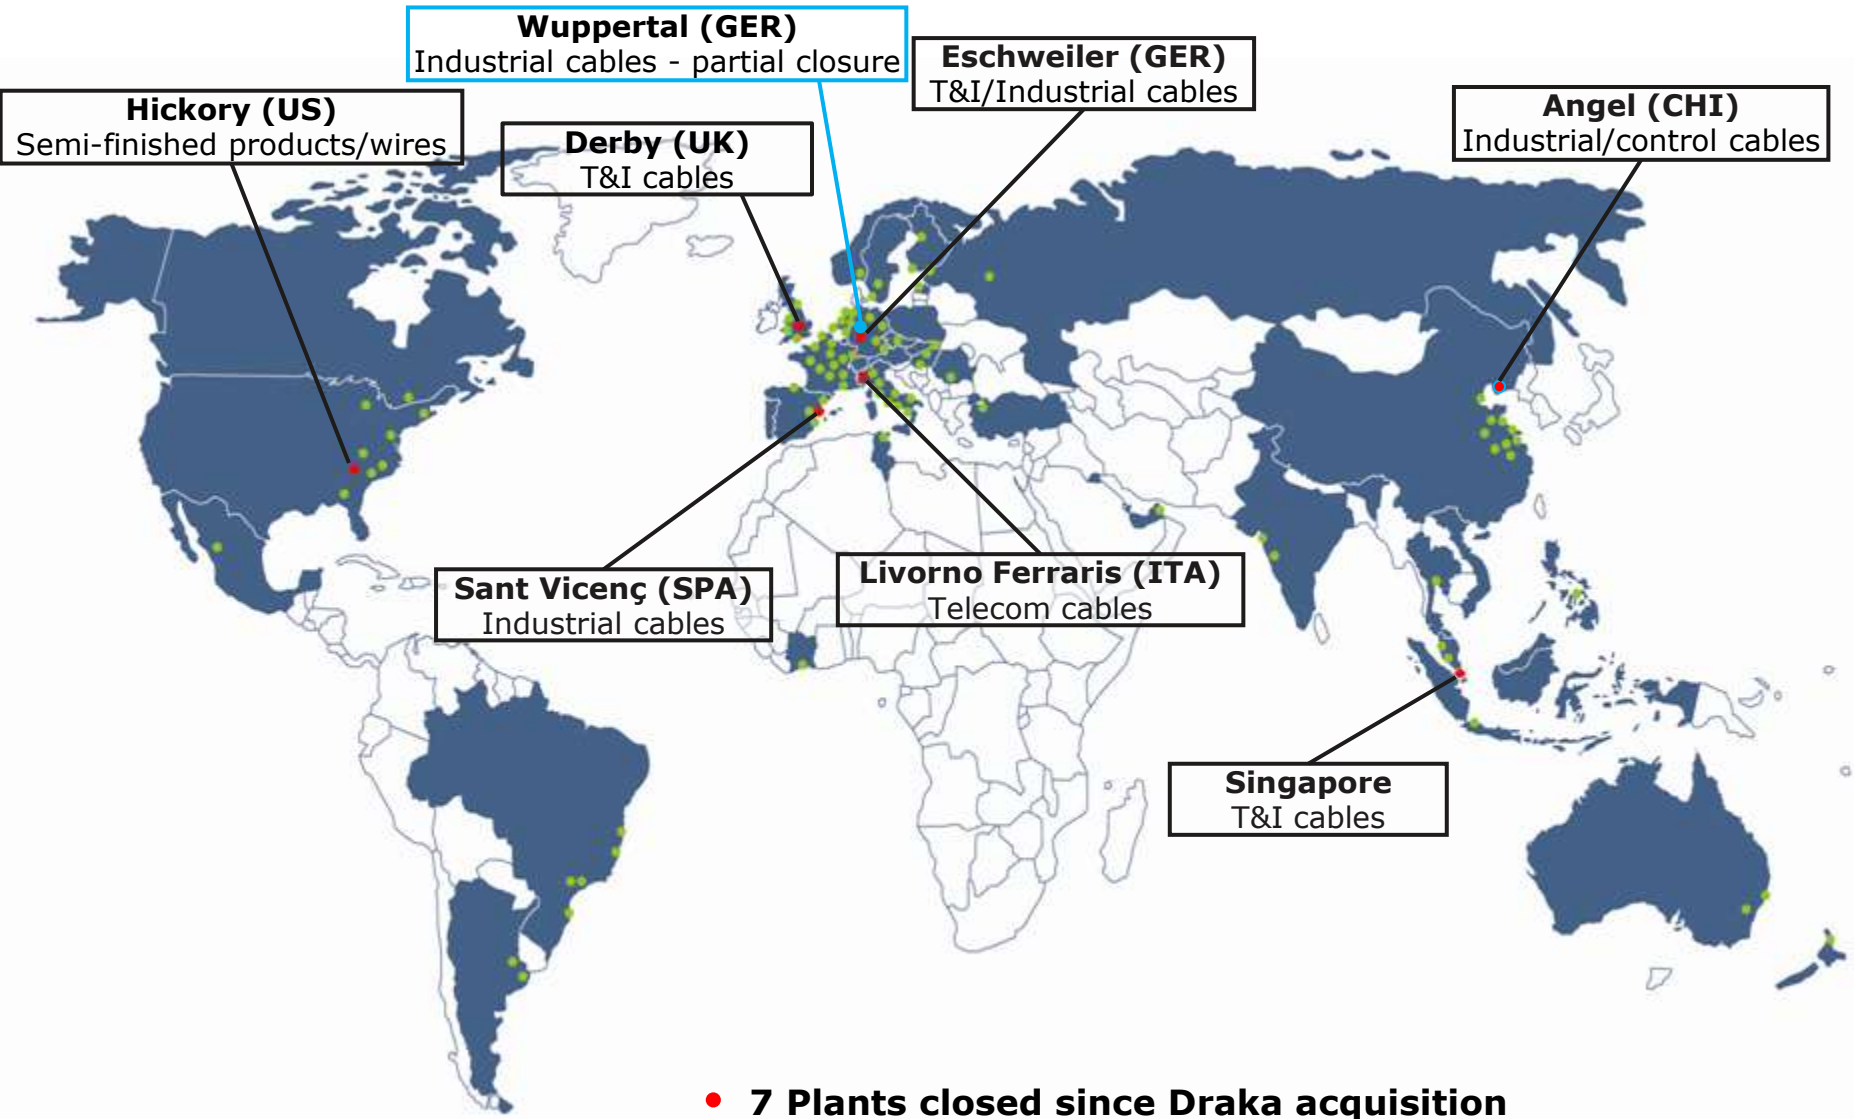 Wuppertal (GER)
Industrial cables - partial closure
Eschweiler (GER)
T&I/Industrial cables
Hickory (US)
Semi-finished products/wires
Angel (CHI)
Industrial/control cables
Derby (UK)
T&I cables
Sant Vicenç (SPA)
Industrial cables
Livorno Ferraris (ITA)
Telecom cables
Singapore
T&I cables
• 7 Plants closed since Draka acquisition